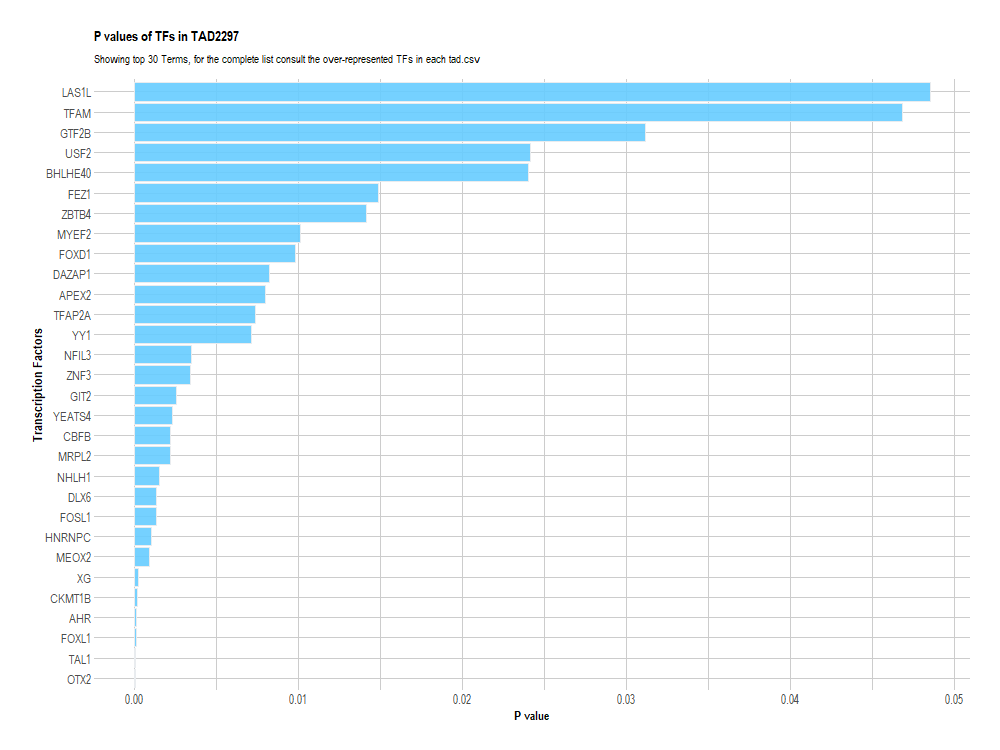 P values of TFs in TAD2297
Showing top 30 Terms, for the complete list consult the over-represented TFs in each tad.csv
Transcription Factors
LAS1L
TFAM
GTF2B
USF2
BHLHE40
FEZ1
ZBTB4
MYEF2
FOXD1
DAZAP1
APEX2
TFAP2A
YY1
NFIL3
ZNF3
GIT2
YEATS4
CBFB
MRPL2
NHLH1
DLX6
FOSL1
HNRNPC
MEOX2
XG
CKMT1B
AHR
FOXL1
TAL1
OTX2
0.00 0.01 0.02 0.03 0.04 0.05
P value